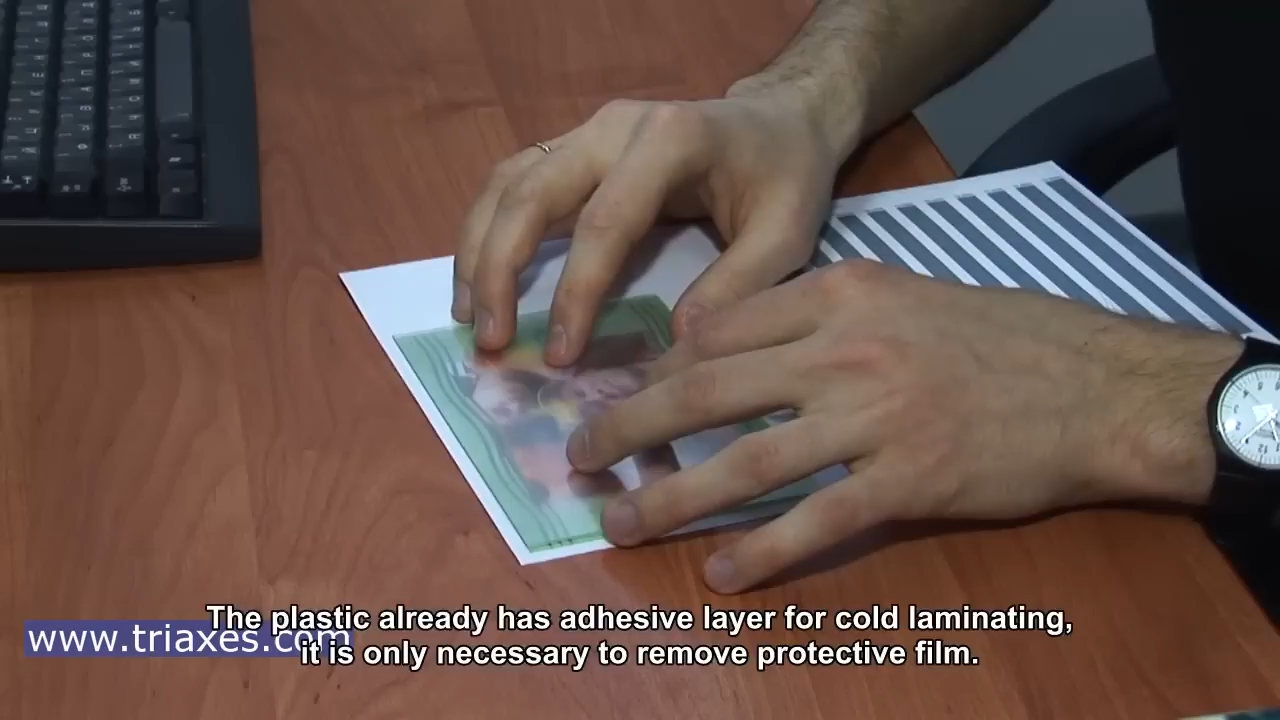 The plastic already has adhesive layer for cold laminating,
www.triaxes.com
it is only necessary to remove protective film.